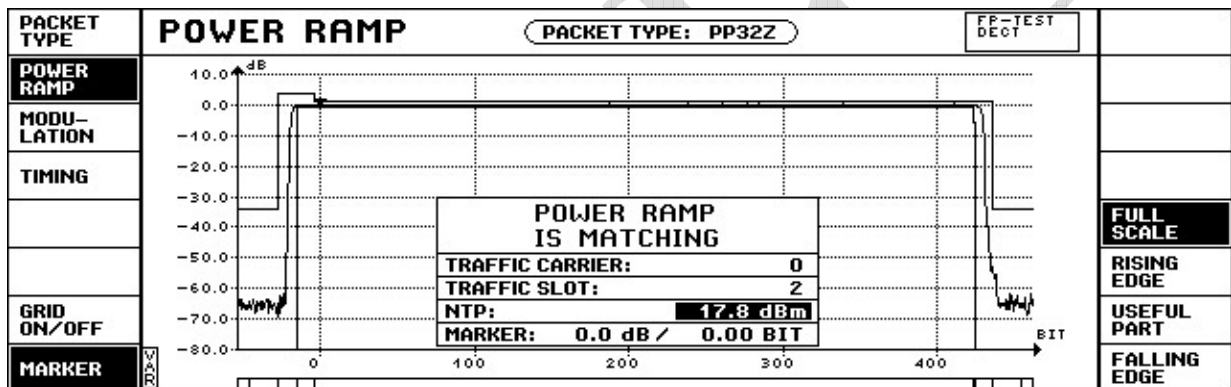 PACKET
TYPE
POWER
RAMP
MODU-
LATION
TIMING
GRID
ON/OFF
MARKER
POWER RAMP
PACKET TYPE: PP32Z
FP-TEST
DECT
dB
10.0
0.0
-10.0
-20.0
-30.0
-40.0
-50.0
-60.0
-70.0
-80.0
POWER RAMP
IS MATCHING
TRAFFIC CARRIER: 0
TRAFFIC SLOT: 2
NTP: 17.8 dBm
MARKER: 0.0 dB / 0.00 BIT
BIT
0 100 200 300 400
VAR
FULL
SCALE
RISING
EDGE
USEFUL
PART
FALLING
EDGE